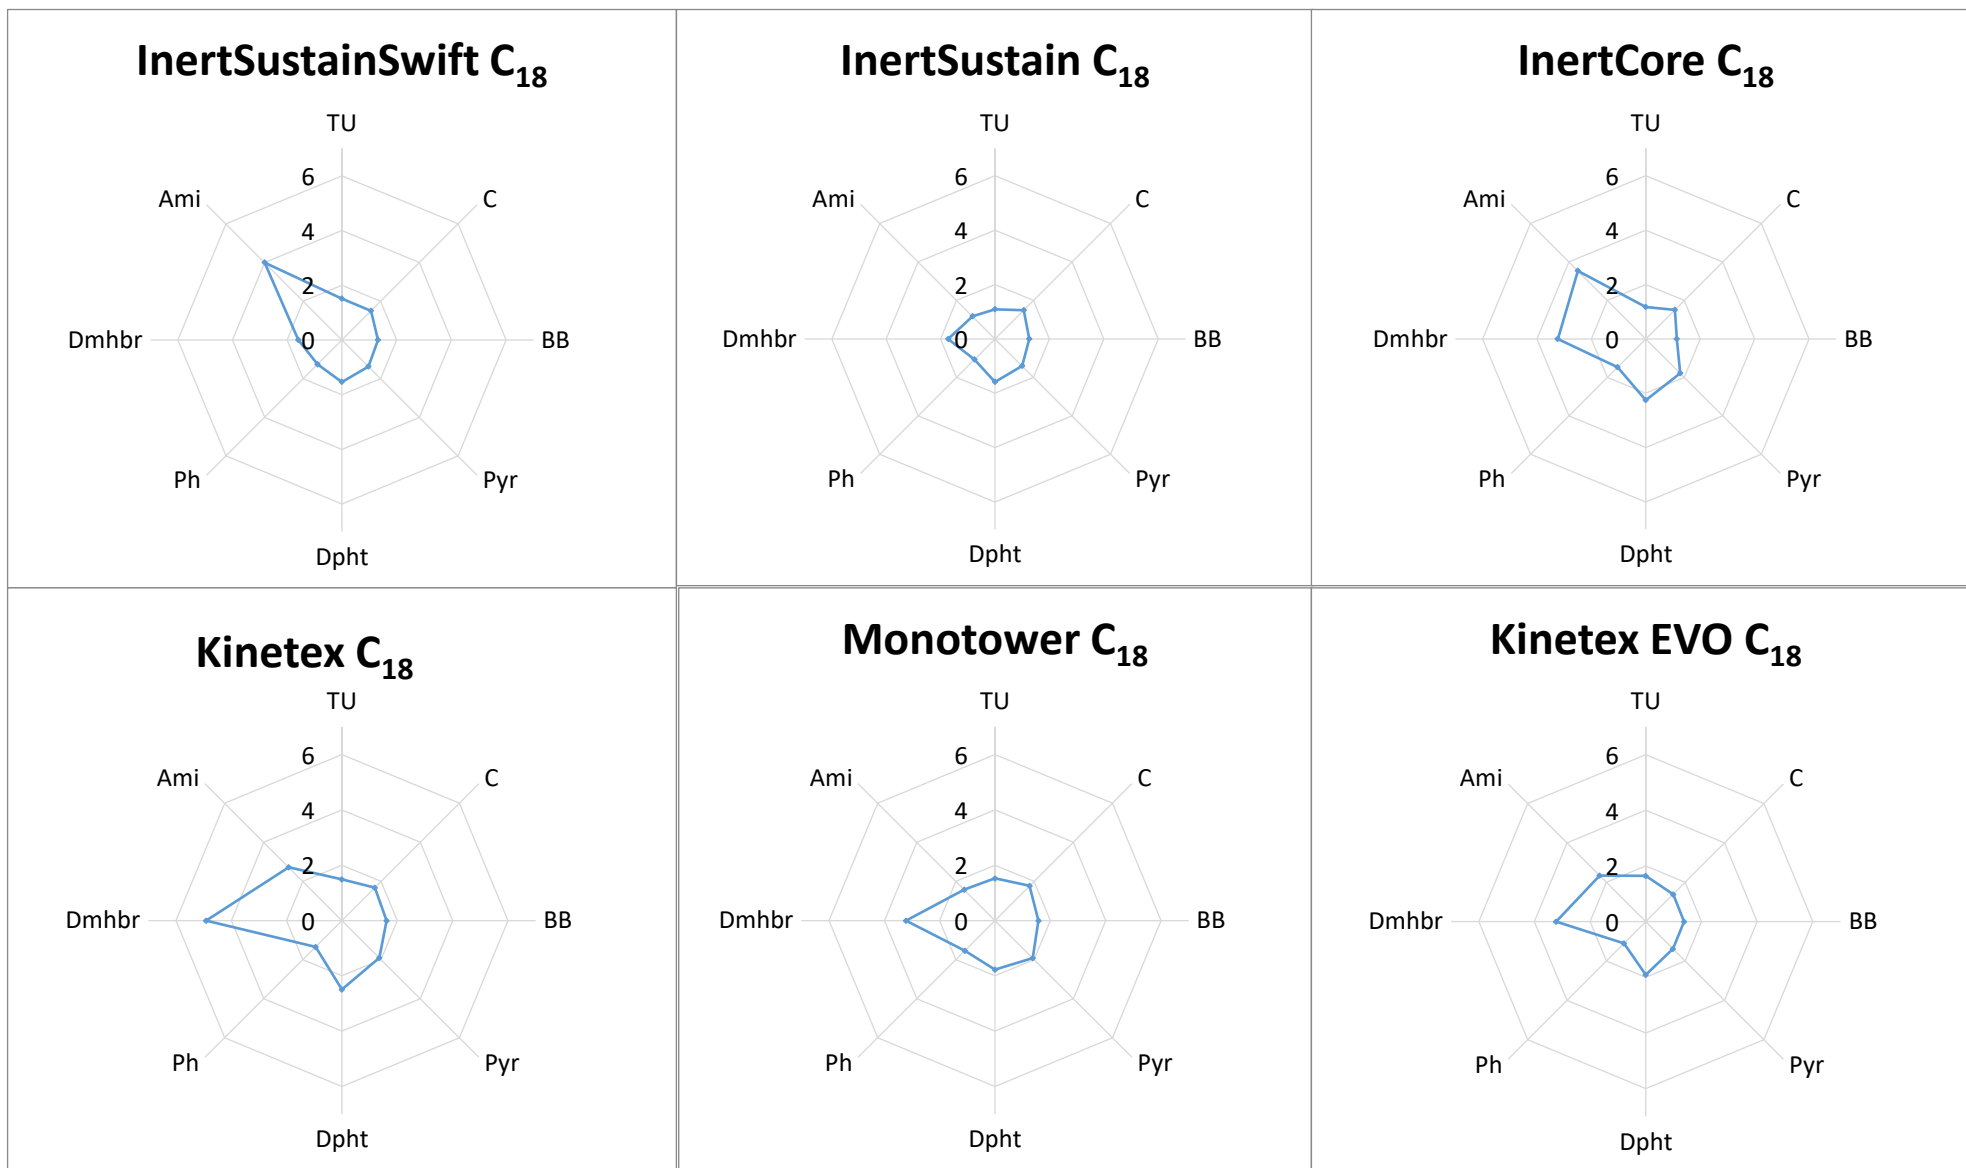 InertSustainSwift C18
TU
C
BB
Pyr
Dpht
Ph
Dmhbr
Ami
6
4
2
0
InertSustain C18
TU
C
BB
Pyr
Dpht
Ph
Dmhbr
Ami
6
4
2
0
InertCore C18
TU
C
BB
Pyr
Dpht
Ph
Dmhbr
Ami
6
4
2
0
Kinetex C18
TU
C
BB
Pyr
Dpht
Ph
Dmhbr
Ami
6
4
2
0
Monotower C18
TU
C
BB
Pyr
Dpht
Ph
Dmhbr
Ami
6
4
2
0
Kinetex EVO C18
TU
C
BB
Pyr
Dpht
Ph
Dmhbr
Ami
6
4
2
0